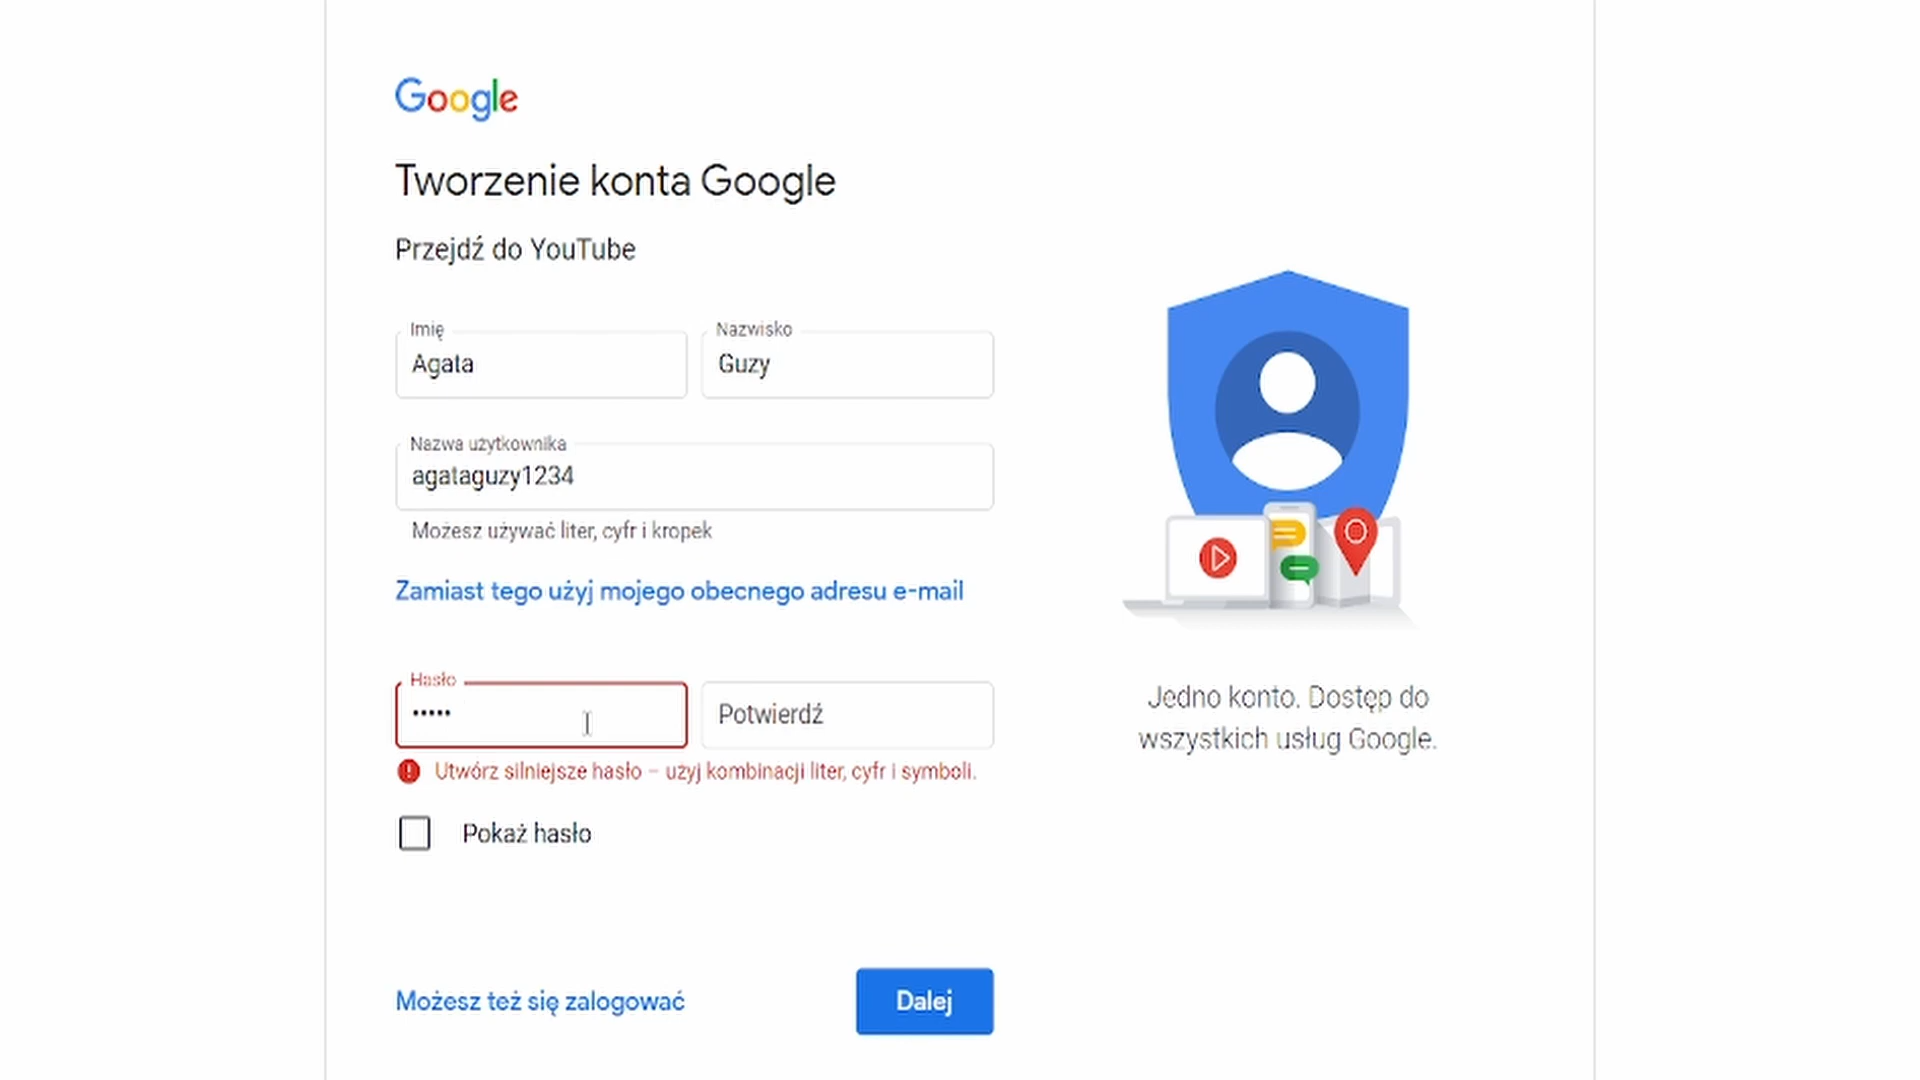 Google
Tworzenie konta Google
Przejdź do YouTube
Imię
Nazwisko
Agata
Guzy
Nazwa użytkownika
agataguzy1234
Możesz używać liter, cyfr i kropek
Zamiast tego użyj mojego obecnego adresu e-mail
Hasło
•••••
Potwierdź
Utwórz silniejsze hasło – użyj kombinacji liter, cyfr i symboli.
Pokaż hasło
Możesz też się zalogować
Dalej
Jedno konto. Dostęp do
wszystkich usług Google.